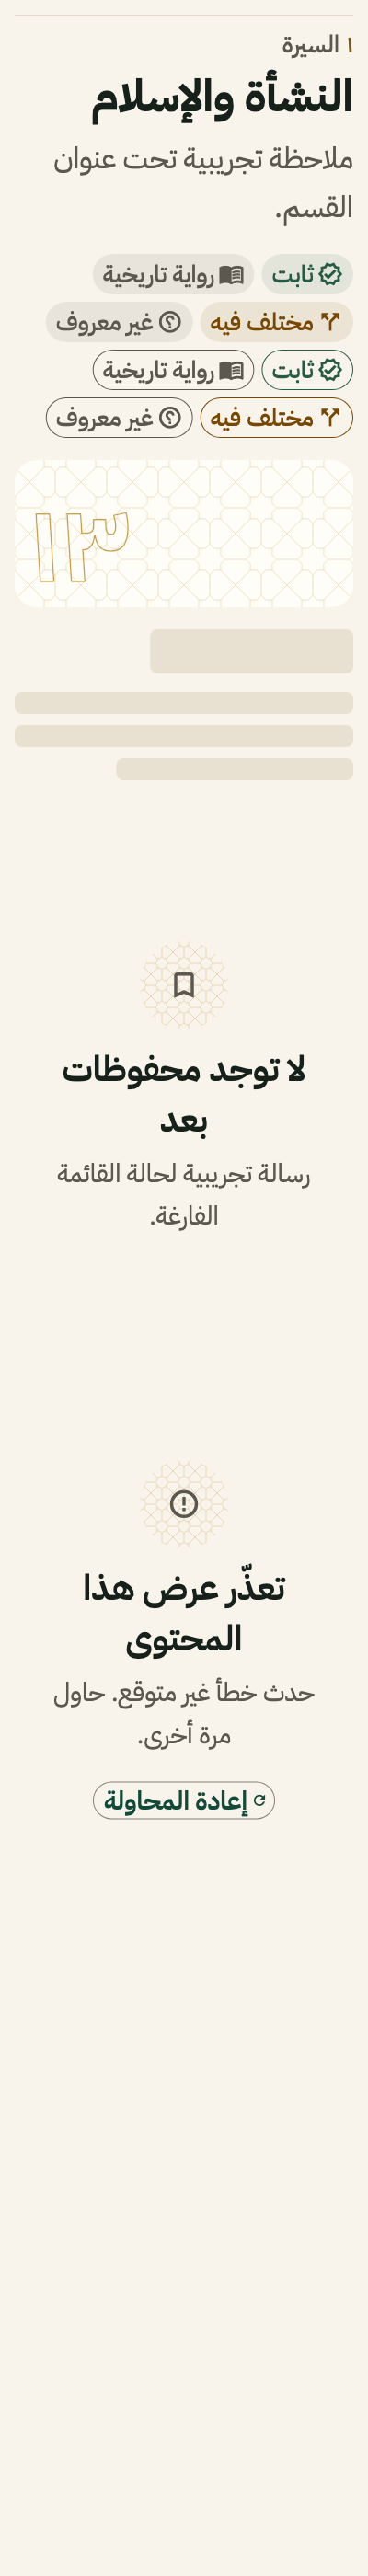 ١ السيرة
النشأة والإسلام
ملاحظة تجريبية تحت عنوان
القسم.
ثابت رواية تاريخية
مختلف فيه غير معروف
ثابت رواية تاريخية
مختلف فيه غير معروف
١٣
لا توجد محفوظات
بعد
رسالة تجريبية لحالة القائمة
الفارغة.
تعذّر عرض هذا
المحتوى
حدث خطأ غير متوقع. حاول
مرة أخرى.
إعادة المحاولة